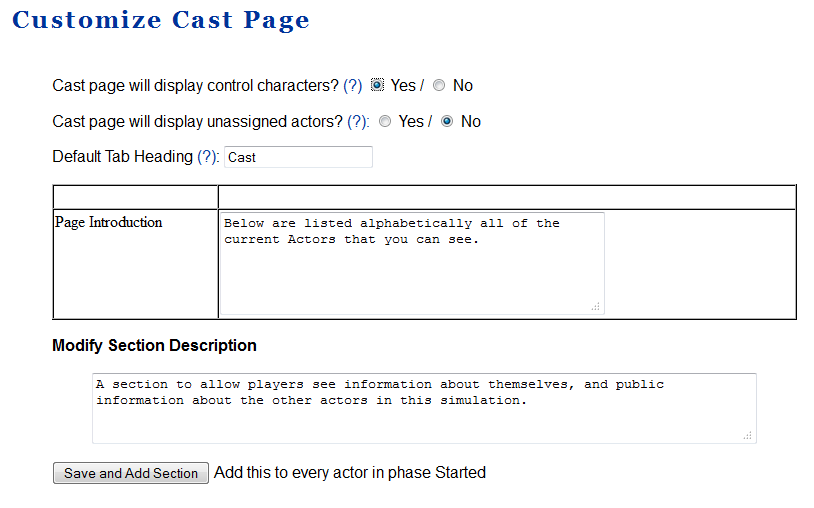 Customize Cast Page
Cast page will display control characters? (?) Yes / No
Cast page will display unassigned actors? (?): Yes / No
Default Tab Heading (?): Cast
Page Introduction
Below are listed alphabetically all of the
current Actors that you can see.
Modify Section Description
A section to allow players see information about themselves, and public
information about the other actors in this simulation.
Save and Add Section Add this to every actor in phase Started